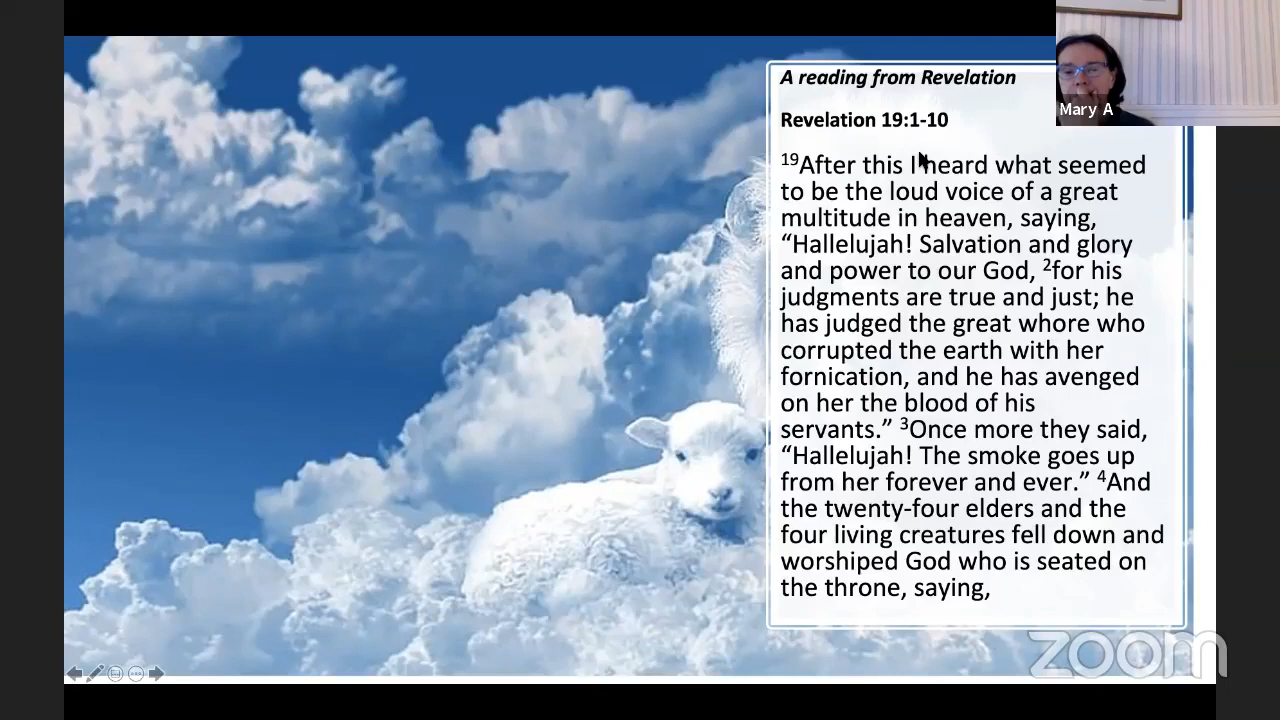 A reading from Revelation
Revelation 19:1-10
19After this I heard what seemed
to be the loud voice of a great
multitude in heaven, saying,
“Hallelujah! Salvation and glory
and power to our God, 2for his
judgments are true and just; he
has judged the great whore who
corrupted the earth with her
fornication, and he has avenged
on her the blood of his
servants.” 3Once more they said,
“Hallelujah! The smoke goes up
from her forever and ever.” 4And
the twenty-four elders and the
four living creatures fell down and
worshiped God who is seated on
the throne, saying,
Mary A
zoom